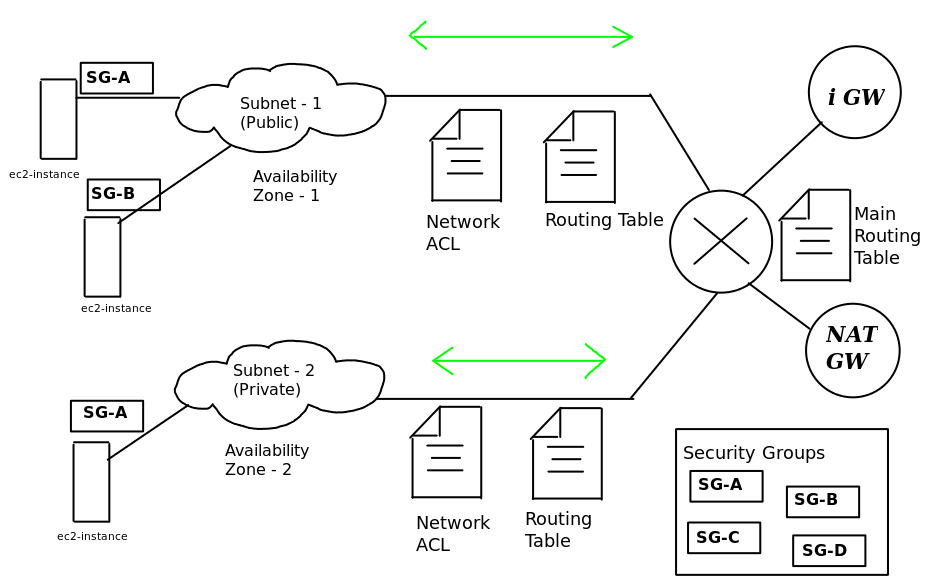 SG-A
ec2-instance
SG-B
ec2-instance
Subnet - 1
(Public)
Availability
Zone - 1
Network
ACL
Routing Table
i GW
Main
Routing
Table
NAT
GW
Subnet - 2
(Private)
SG-A
ec2-instance
Availability
Zone - 2
Network
ACL
Routing
Table
Security Groups
SG-A
SG-B
SG-C
SG-D